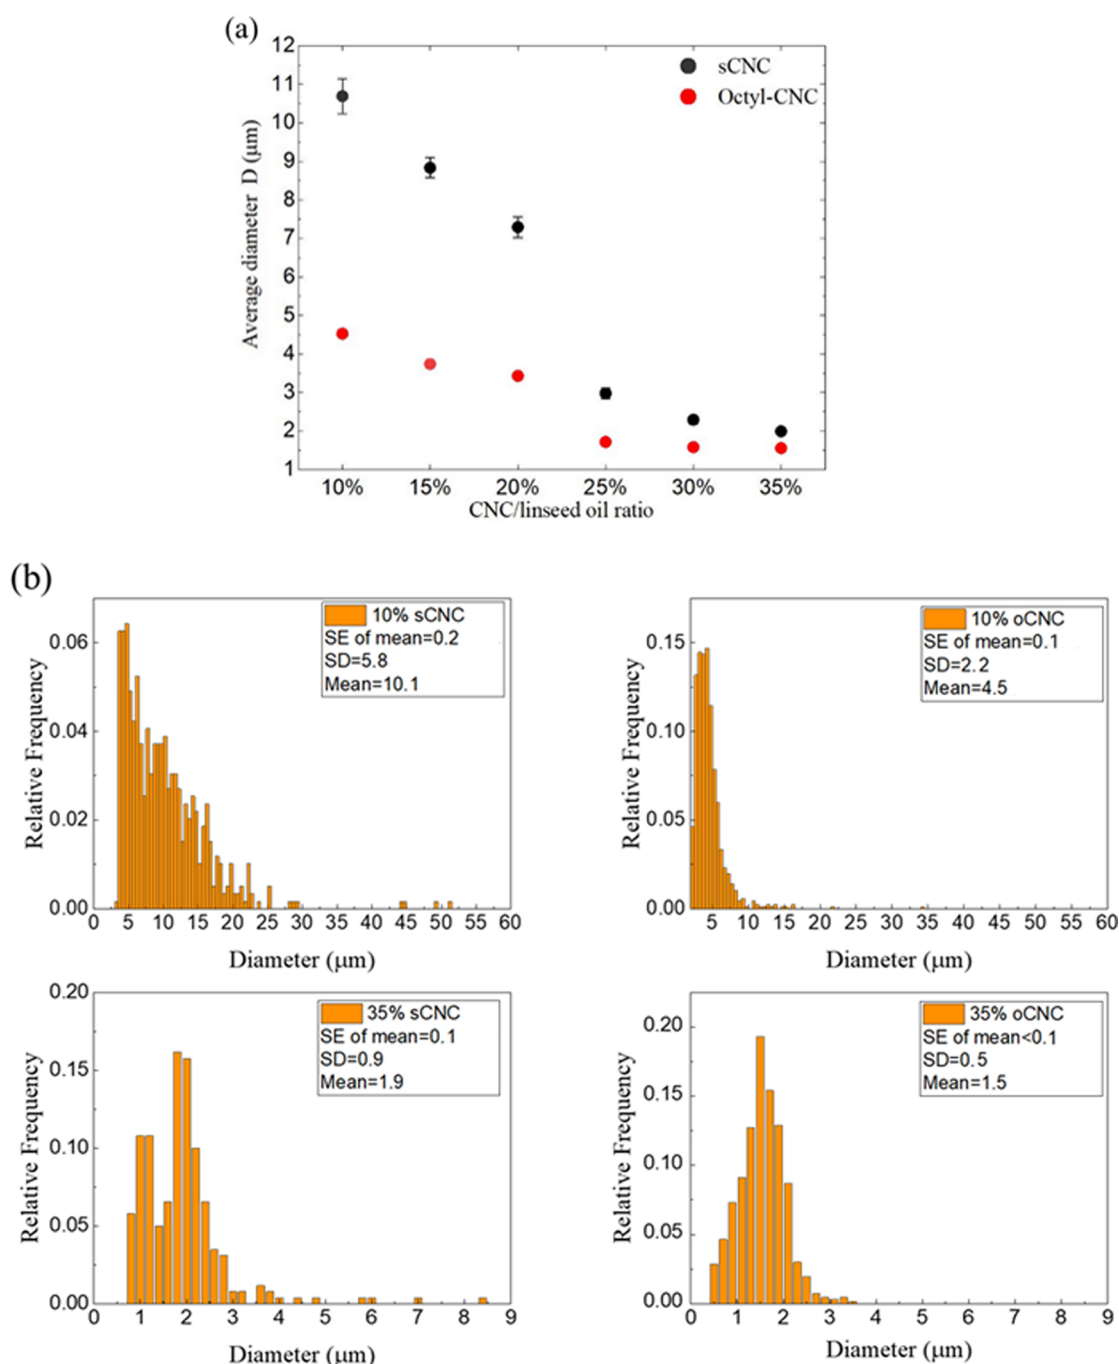 (a)
12
11
10
9
8
7
6
5
4
3
2
1
Average diameter D (μm)
sCNC
Octyl-CNC
10% 15% 20% 25% 30% 35%
CNC/linseed oil ratio
(b)
0.06
0.04
0.02
0.00
Relative Frequency
10% sCNC
SE of mean=0.2
SD=5.8
Mean=10.1
0 5 10 15 20 25 30 35 40 45 50 55 60
Diameter (μm)
0.15
0.10
0.05
0.00
Relative Frequency
10% oCNC
SE of mean=0.1
SD=2.2
Mean=4.5
5 10 15 20 25 30 35 40 45 50 55 60
Diameter (μm)
0.20
0.15
0.10
0.05
0.00
Relative Frequency
35% sCNC
SE of mean=0.1
SD=0.9
Mean=1.9
0 1 2 3 4 5 6 7 8 9
Diameter (μm)
0.20
0.15
0.10
0.05
0.00
Relative Frequency
35% oCNC
SE of mean<0.1
SD=0.5
Mean=1.5
0 1 2 3 4 5 6 7 8 9
Diameter (μm)